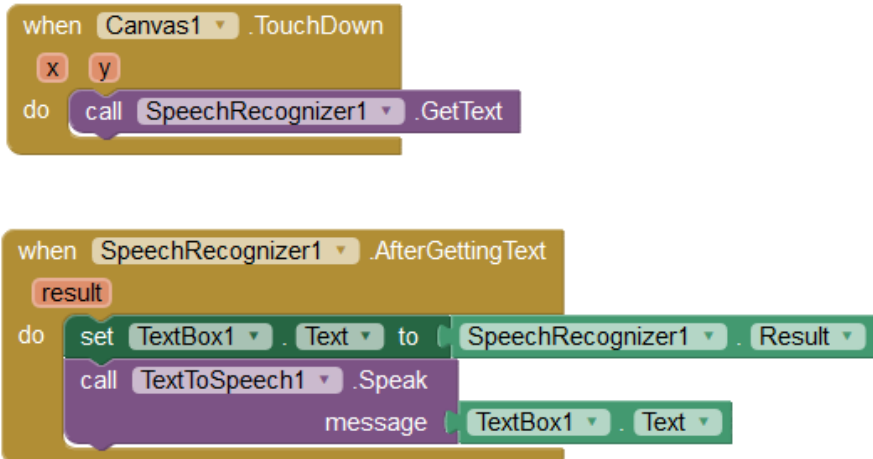 when Canvas1 .TouchDown
x y
do call SpeechRecognizer1 .GetText
when SpeechRecognizer1 .AfterGettingText
result
do set TextBox1 . Text to SpeechRecognizer1 . Result
call TextToSpeech1 .Speak
message TextBox1 . Text